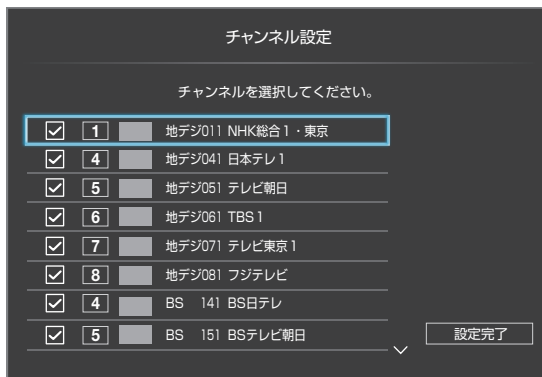 チャンネル設定
チャンネルを選択してください。
1 地デジ011 NHK総合1・東京
4 地デジ041 日本テレ1
5 地デジ051 テレビ朝日
6 地デジ061 TBS1
7 地デジ071 テレビ東京1
8 地デジ081 フジテレビ
4 BS 141 BS日テレ
5 BS 151 BSテレビ朝日
設定完了